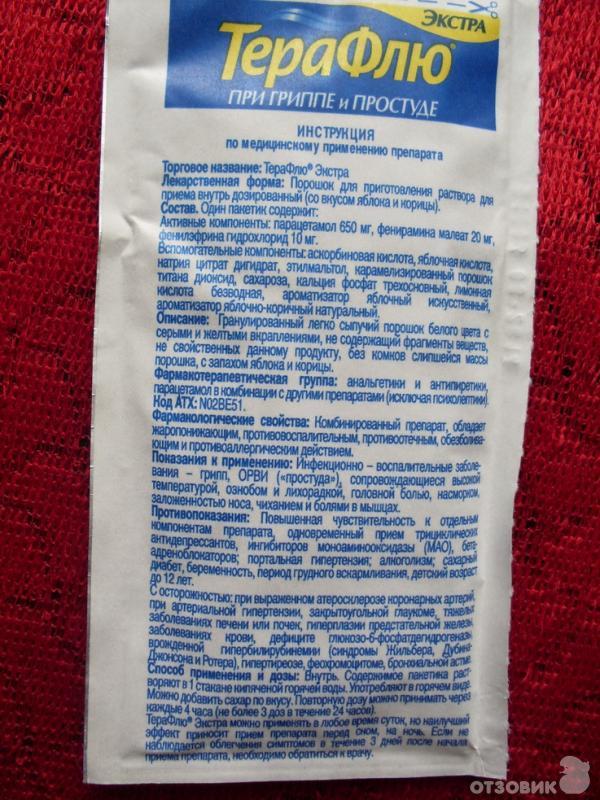 ЭКСТРА
ТераФлю®
ПРИ ГРИППЕ и ПРОСТУДЕ
ИНСТРУКЦИЯ
по медицинскому применению препарата
Торговое название: ТераФлю® Экстра
Лекарственная форма: Порошок для приготовления раствора для
приема внутрь дозированный (со вкусом яблока и корицы).
Состав. Один пакетик содержит:
Активные компоненты: парацетамол 650 мг, фенирамина малеат 20 мг,
фенилэфрина гидрохлорид 10 мг.
Вспомогательные компоненты: аскорбиновая кислота, яблочная кислота,
натрия цитрат дигидрат, этилмальтол, карамелизированный порошок
титана диоксид, сахароза, кальция фосфат трехосновный, лимонная
кислота безводная, ароматизатор яблочный искусственный,
ароматизатор яблочно-коричный натуральный.
Описание: Гранулированный легко сыпучий порошок белого цвета с
серыми и желтыми вкраплениями, не содержащий фрагменты веществ,
не свойственных данному продукту, без комков слипшейся массы
порошка, с запахом яблока и корицы.
Фармакотерапевтическая группа: анальгетики и антипиретики,
парацетамол в комбинации с другими препаратами (исключая психолептики)
Код АТХ: N02BE51.
Фармакологические свойства: Комбинированный препарат, обладает
жаропонижающим, противовоспалительным, противоотечным, обезболива-
ющим и противоаллергическим действием.
Показания к применению: Инфекционно – воспалительные заболе-
вания – грипп, ОРВИ («простуда»), сопровождающиеся высокой
температурой, ознобом и лихорадкой, головной болью, насморком,
заложенностью носа, чиханием и болями в мышцах.
Противопоказания: Повышенная чувствительность к отдельным
компонентам препарата, одновременный прием трициклических
антидепрессантов, ингибиторов моноаминооксидазы (МАО), бета-
адреноблокаторов; портальная гипертензия; алкоголизм; сахарный
диабет, беременность, период грудного вскармливания, детский возраст
до 12 лет.
С осторожностью: при выраженном атеросклерозе коронарных артерий,
при артериальной гипертензии, закрытоугольной глаукоме, тяжелых
заболеваниях печени или почек, гиперплазии предстательной железы,
заболеваниях крови, дефиците глюкозо-6-фосфатдегидрогеназы,
врожденной гипербилирубинемии (синдромы Жильбера, Дубина-
Джонсона и Ротера), гипертиреозе, феохромоцитоме, бронхиальной астме.
Способ применения и дозы: Внутрь. Содержимое пакетика раст-
воряют в 1 стакане кипяченой горячей воды. Употребляют в горячем виде.
Можно добавить сахар по вкусу. Повторную дозу можно принимать через
каждые 4 часа (не более 3 доз в течение 24 часов).
ТераФлю® Экстра можно применять в любое время суток, но наилучший
эффект приносит прием препарата перед сном, на ночь. Если не
наблюдается облегчения симптомов в течение 3 дней после начала
приема препарата, необходимо обратиться к врачу.
ОТЗОВИК